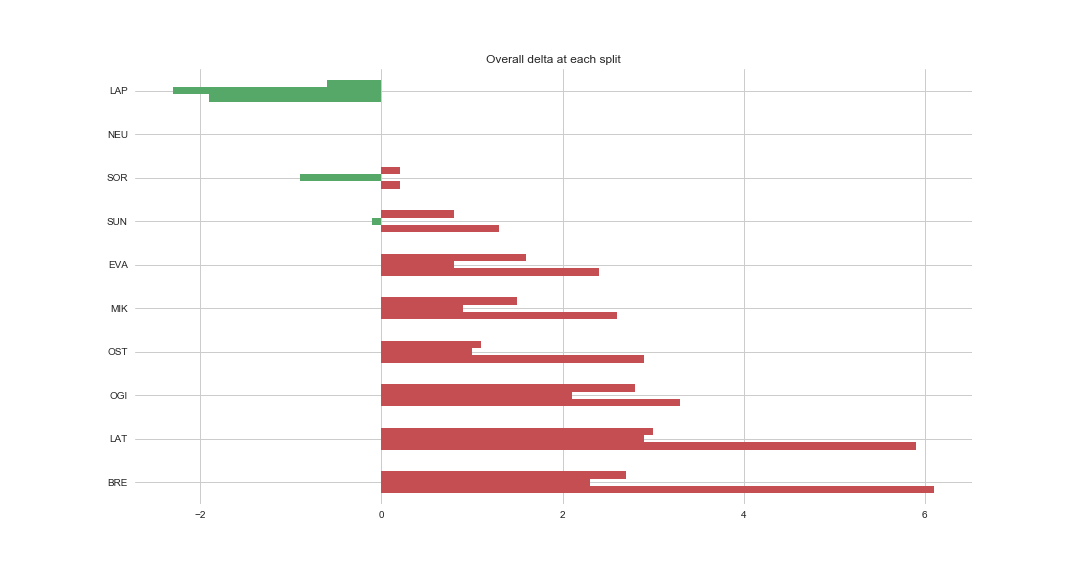 Overall delta at each split
LAP
NEU
SOR
SUN
EVA
MIK
OST
OGI
LAT
BRE
−2 0 2 4 6